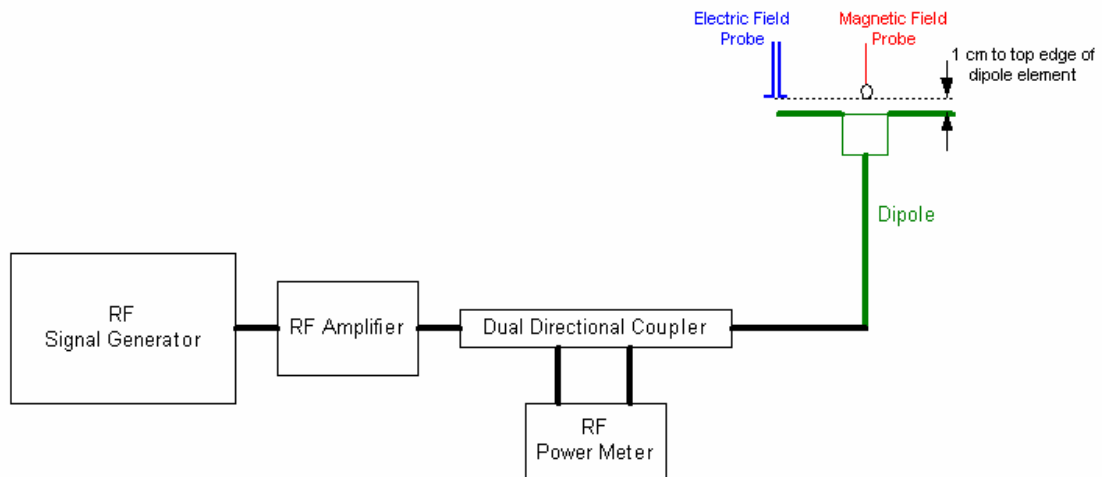 Electric Field
Probe
Magnetic Field
Probe
1 cm to top edge of
dipole element
Dipole
RF
Signal Generator
RF Amplifier
Dual Directional Coupler
RF
Power Meter